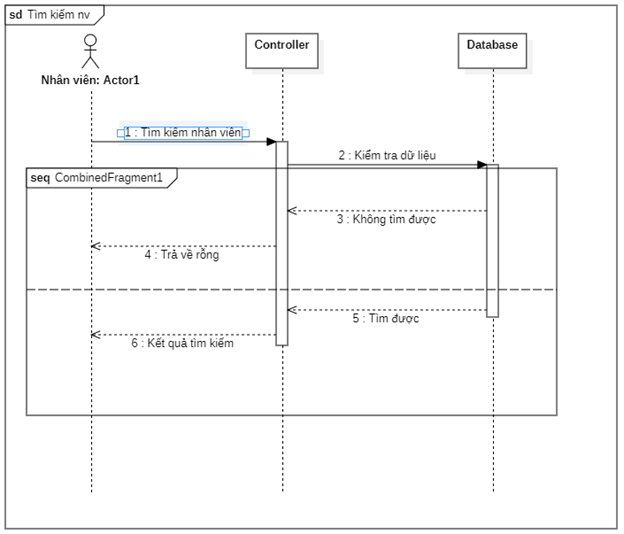 sd Tìm kiếm nv
Controller
Database
Nhân viên: Actor1
1 : Tìm kiếm nhân viên
2 : Kiểm tra dữ liệu
seq CombinedFragment1
3 : Không tìm được
4 : Trả về rỗng
5 : Tìm được
6 : Kết quả tìm kiếm